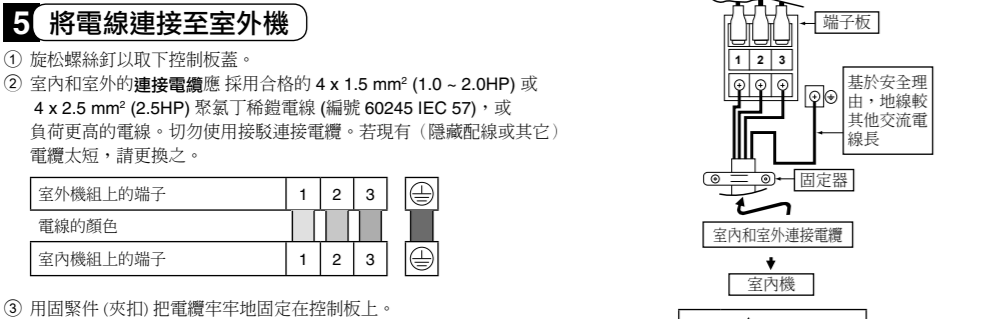 5 將電線連接至室外機
① 旋松螺絲釘以取下控制板蓋。
② 室內和室外的連接電纜應 採用合格的 4 x 1.5 mm² (1.0 ~ 2.0HP) 或
4 x 2.5 mm² (2.5HP) 聚氯丁稀鎧電線 (編號 60245 IEC 57)，或
負荷更高的電線。切勿使用接駁連接電纜。若現有（隱藏配線或其它）
電纜太短，請更換之。
室外機組上的端子 1 2 3
電線的顏色
室內機組上的端子 1 2 3
③ 用固緊件 (夾扣) 把電纜牢牢地固定在控制板上。
端子板
1 2 3
基於安全理
由，地線較
其他交流電
線長
固定器
室內和室外連接電纜
室內機